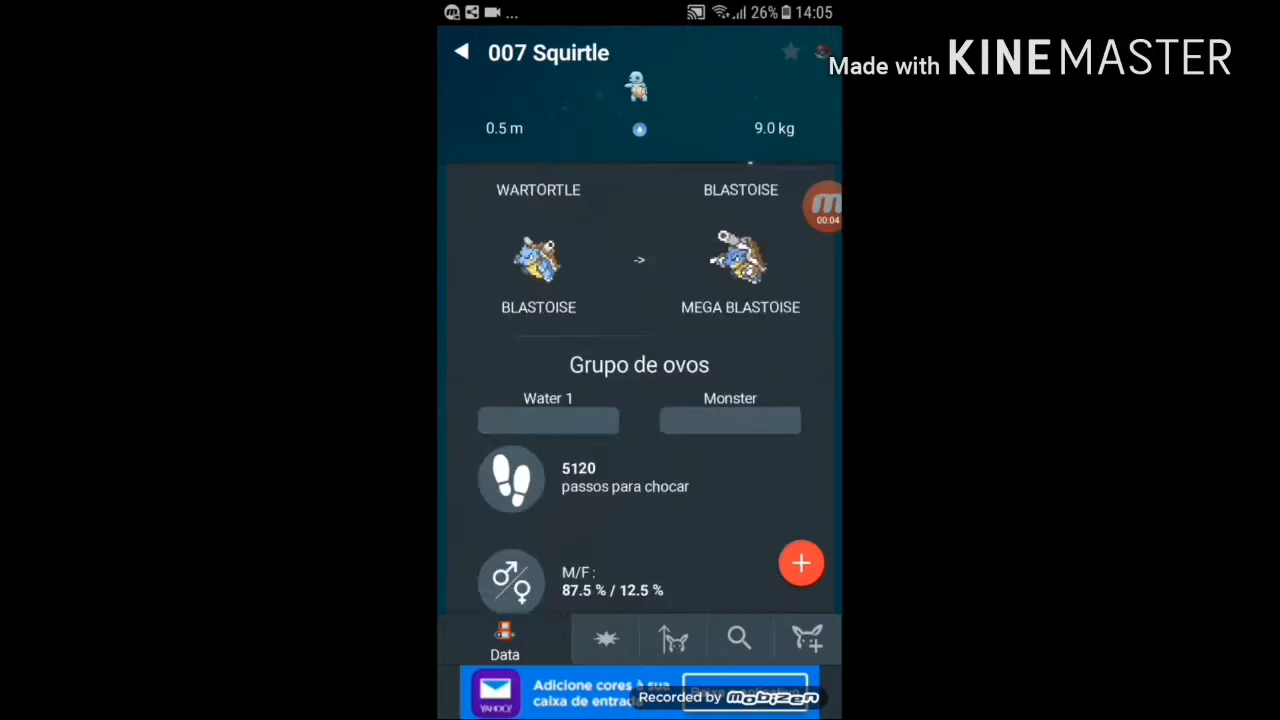 ... 26% 14:05
007 Squirtle
Made with KINEMASTER
0.5 m 9.0 kg
WARTORTLE BLASTOISE
00:04
->
BLASTOISE MEGA BLASTOISE
Grupo de ovos
Water 1 Monster
5120
passos para chocar
+
M/F :
87.5 % / 12.5 %
Data
Adicione cores à sua
caixa de entrada
YAHOO!
Recorded by mobizen